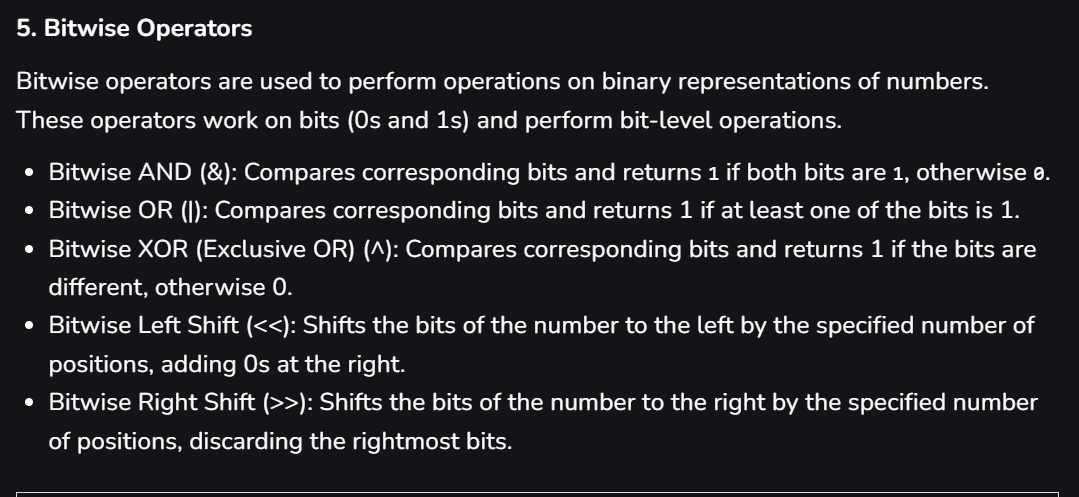 5. Bitwise Operators
Bitwise operators are used to perform operations on binary representations of numbers.
These operators work on bits (0s and 1s) and perform bit-level operations.
• Bitwise AND (&): Compares corresponding bits and returns 1 if both bits are 1, otherwise 0.
• Bitwise OR (|): Compares corresponding bits and returns 1 if at least one of the bits is 1.
• Bitwise XOR (Exclusive OR) (^): Compares corresponding bits and returns 1 if the bits are
different, otherwise 0.
• Bitwise Left Shift (<<): Shifts the bits of the number to the left by the specified number of
positions, adding 0s at the right.
• Bitwise Right Shift (>>): Shifts the bits of the number to the right by the specified number
of positions, discarding the rightmost bits.